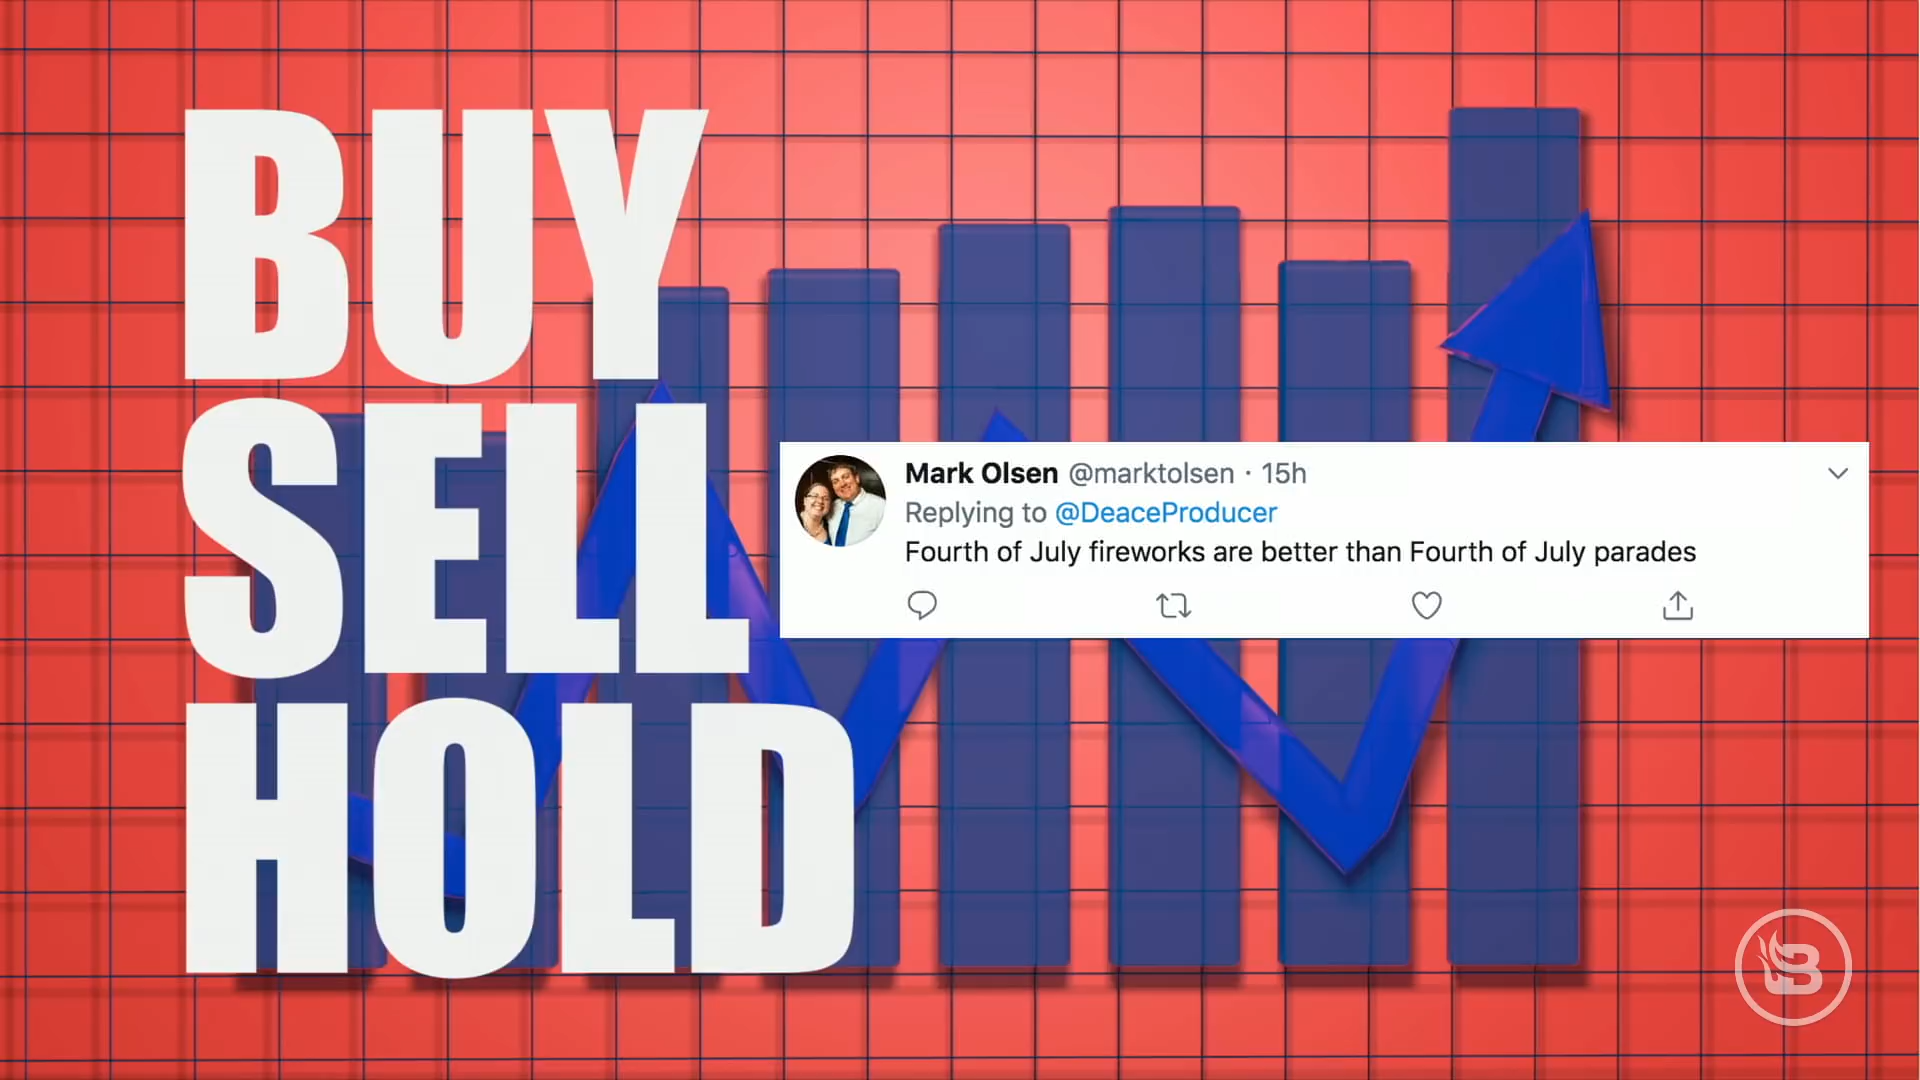 BUY
SELL
HOLD
Mark Olsen @marktolsen · 15h
Replying to @DeaceProducer
Fourth of July fireworks are better than Fourth of July parades
B